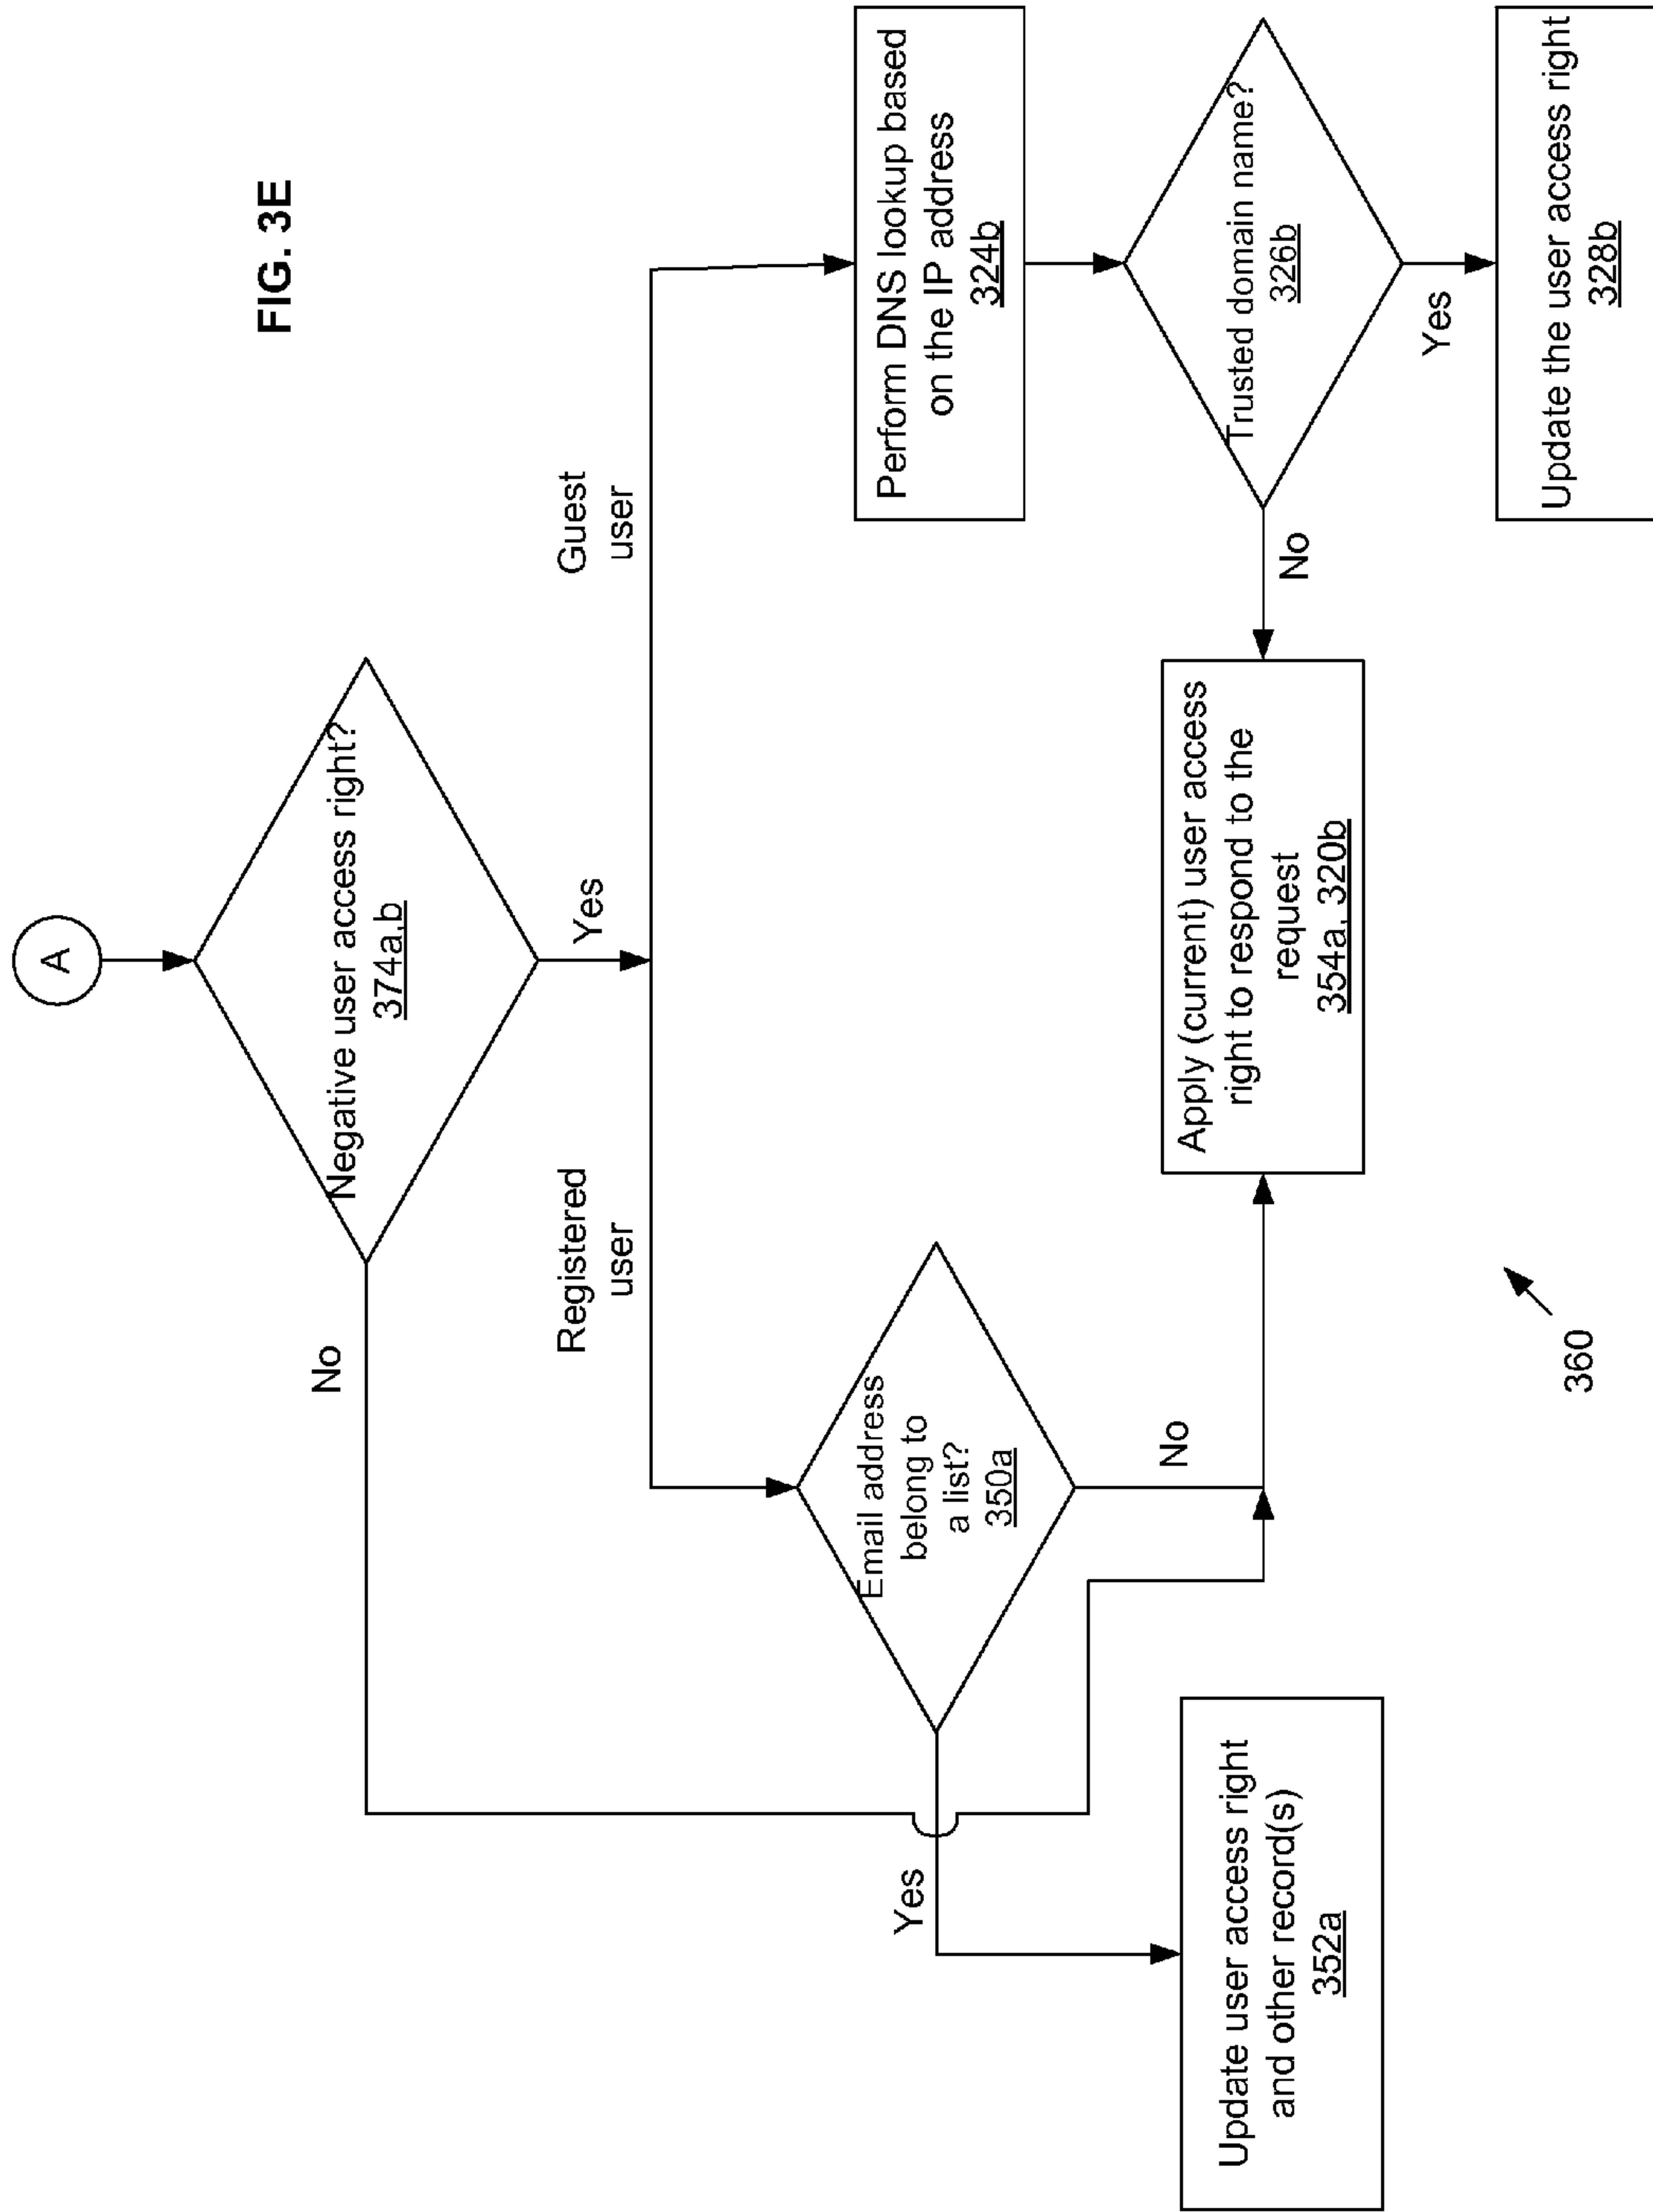 FIG. 3E
A
Negative user access right?
374a,b
No
Yes
Registered
user
Guest
user
Email address
belong to
a list?
350a
Yes
No
Perform DNS lookup based
on the IP address
324b
Trusted domain name?
326b
No
Yes
Update user access right
and other record(s)
352a
Apply (current) user access
right to respond to the
request
354a, 320b
Update the user access right
328b
360